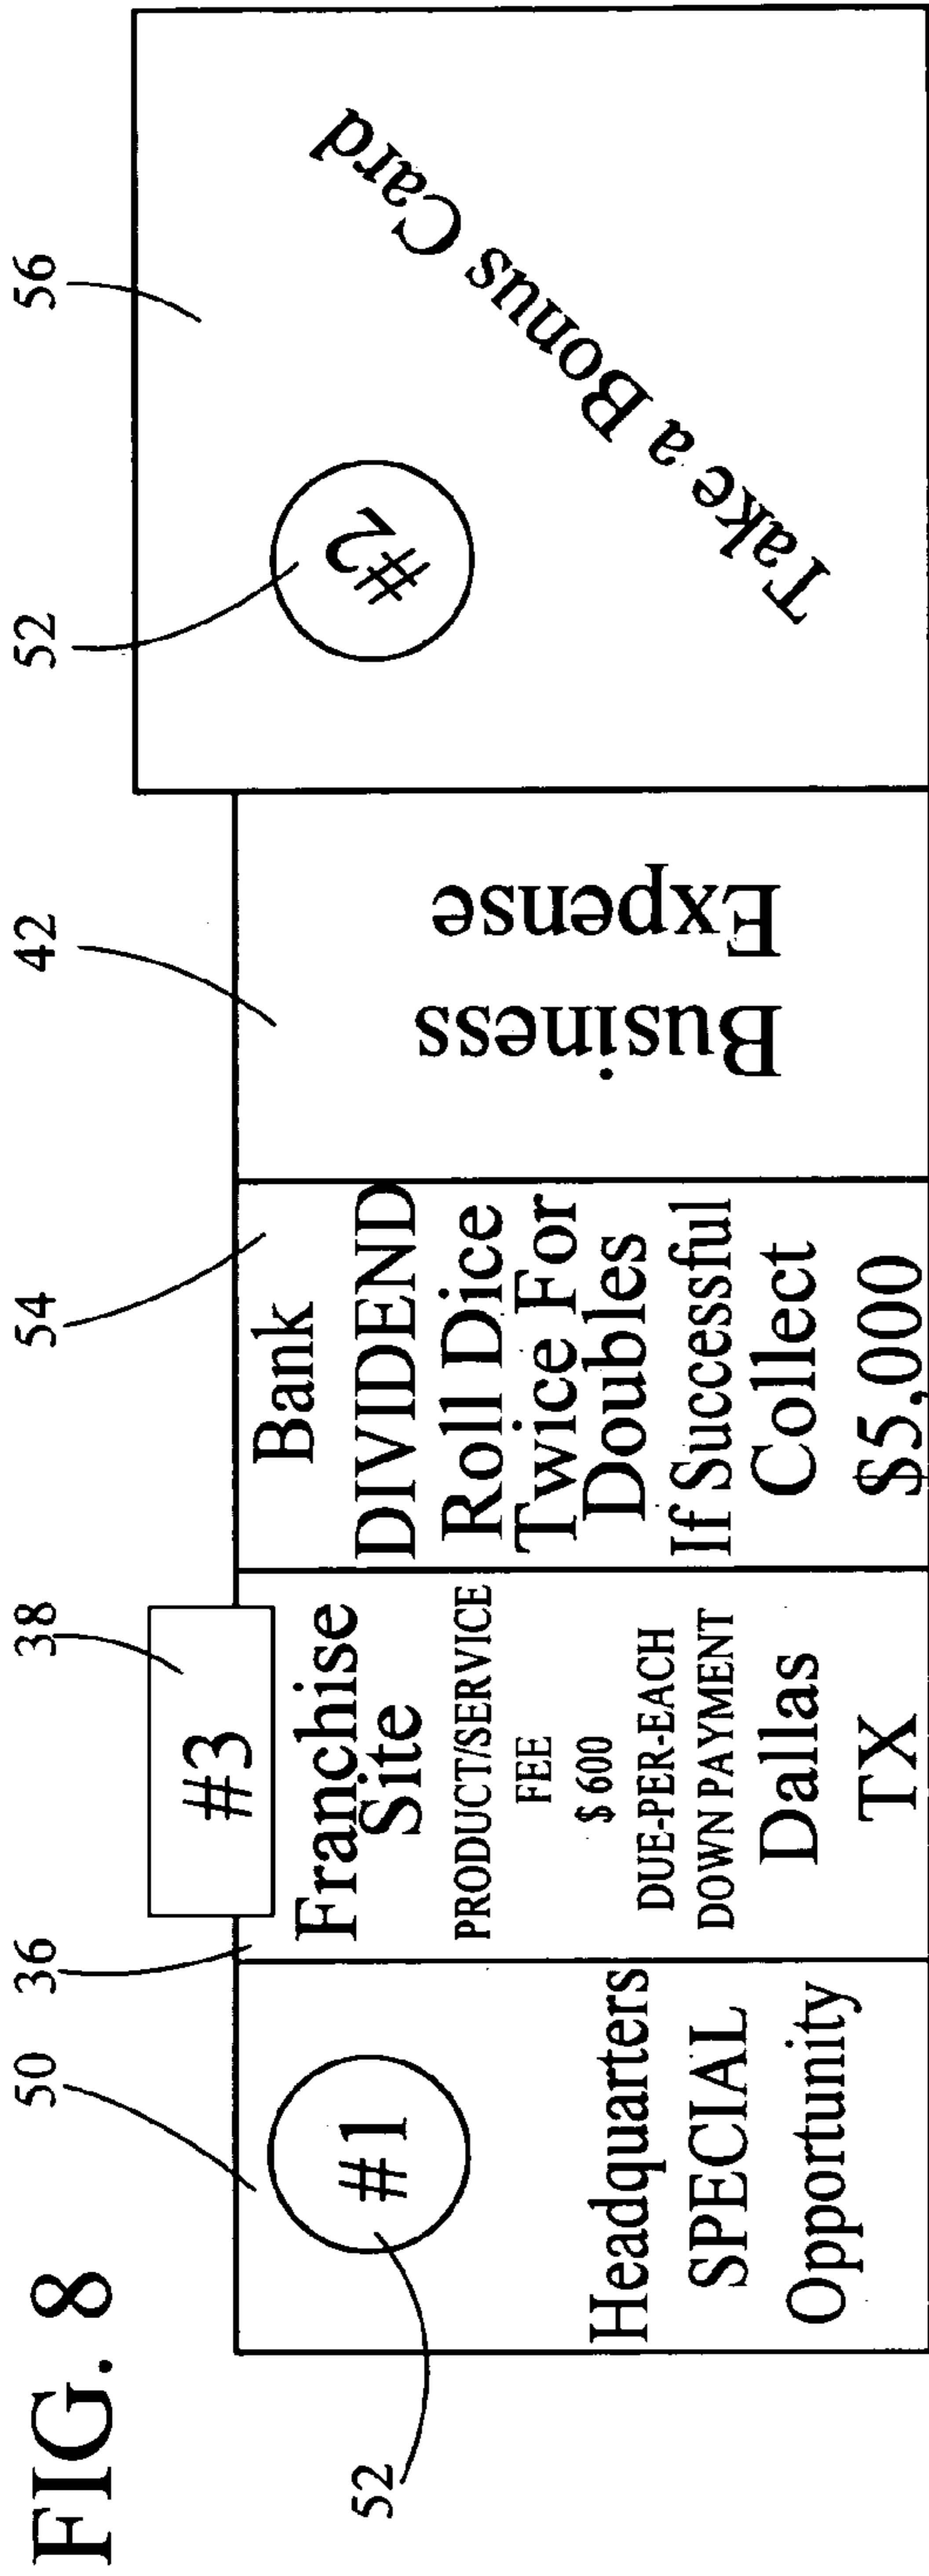 FIG. 8
52
50
36
38
54
42
52
56
#1
Headquarters
SPECIAL
Opportunity
#3
Franchise
Site
PRODUCT/SERVICE
FEE
$ 600
DUE-PER-EACH
DOWN PAYMENT
Dallas
TX
Bank
DIVIDEND
Roll Dice
Twice For
Doubles
If Successful
Collect
$5,000
Business
Expense
#2
Take a Bonus Card